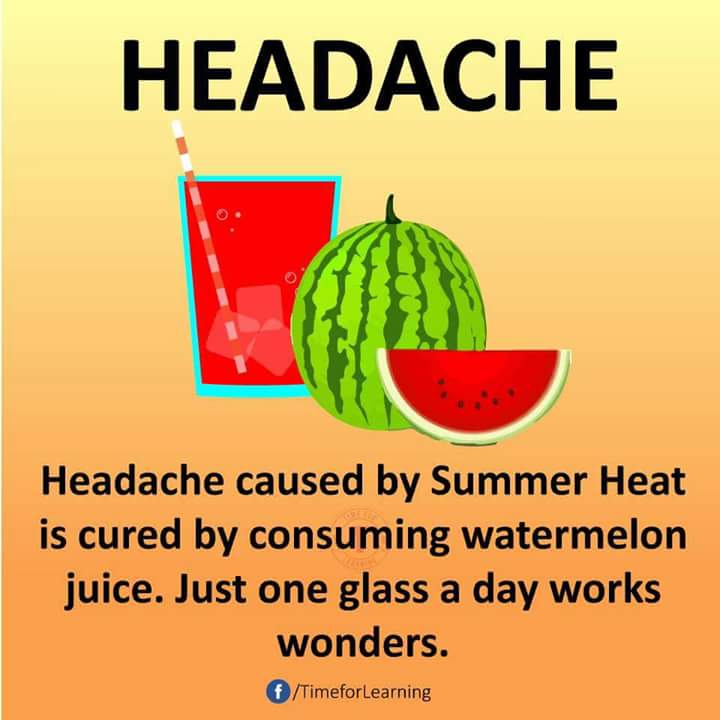 HEADACHE
Headache caused by Summer Heat
is cured by consuming watermelon
juice. Just one glass a day works
wonders.
f/TimeforLearning